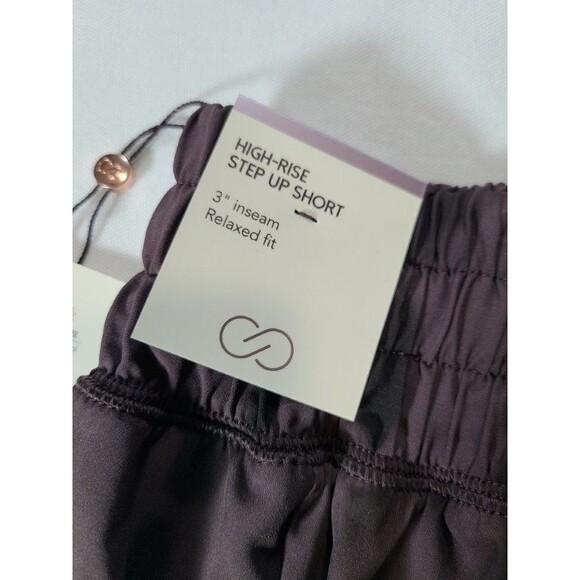 HIGH-RISE
STEP UP SHORT
3" inseam
Relaxed fit